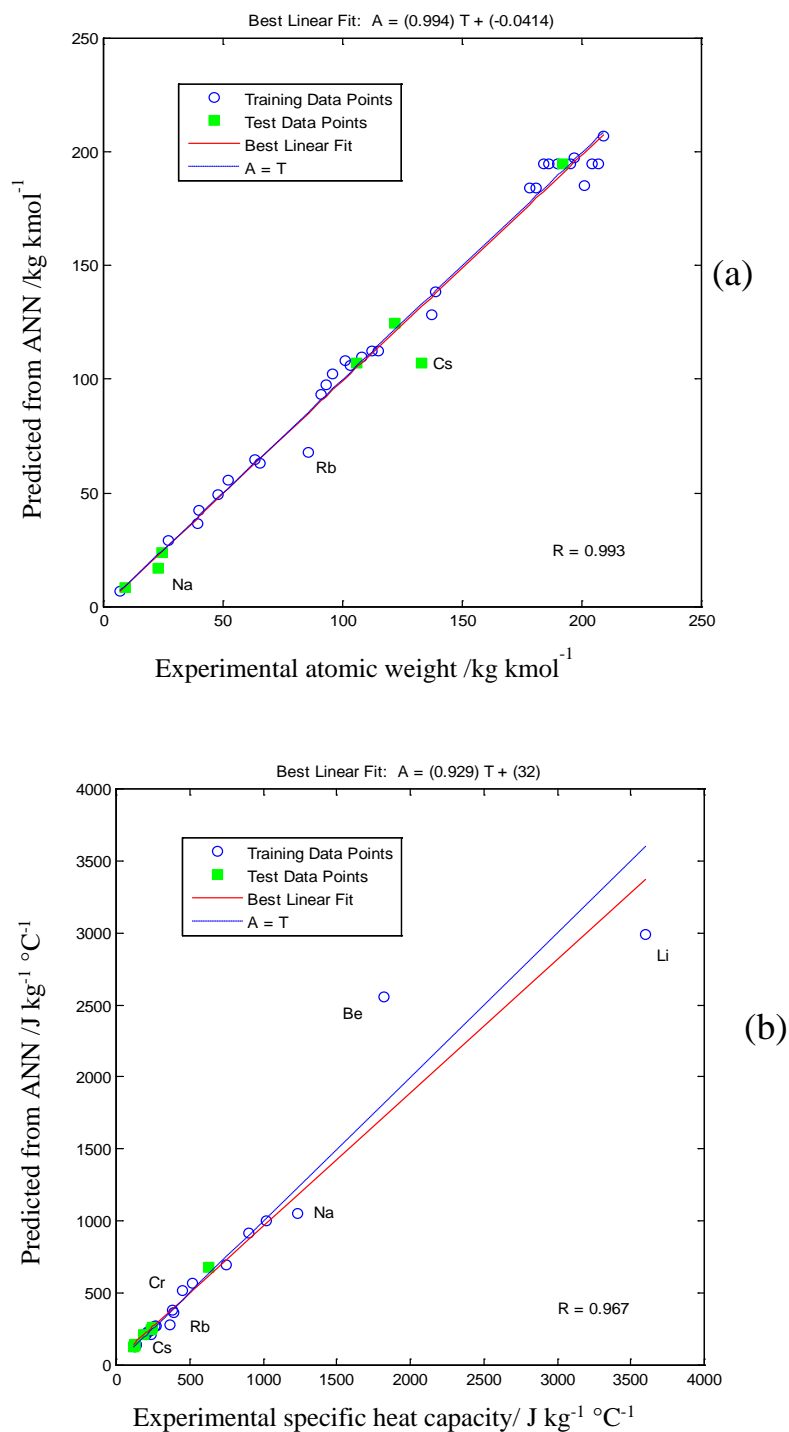 Best Linear Fit: A = (0.994) T + (-0.0414)
250
200
150
100
50
0
Training Data Points
Test Data Points
Best Linear Fit
A = T
Cs
Rb
Na
R = 0.993
0 50 100 150 200 250
Predicted from ANN /kg kmol⁻¹
Experimental atomic weight /kg kmol⁻¹
(a)
Best Linear Fit: A = (0.929) T + (32)
4000
3500
3000
2500
2000
1500
1000
500
0
Training Data Points
Test Data Points
Best Linear Fit
A = T
Li
Be
Na
Cr
Rb
Cs
R = 0.967
0 500 1000 1500 2000 2500 3000 3500 4000
Predicted from ANN /J kg⁻¹ °C⁻¹
Experimental specific heat capacity/ J kg⁻¹ °C⁻¹
(b)